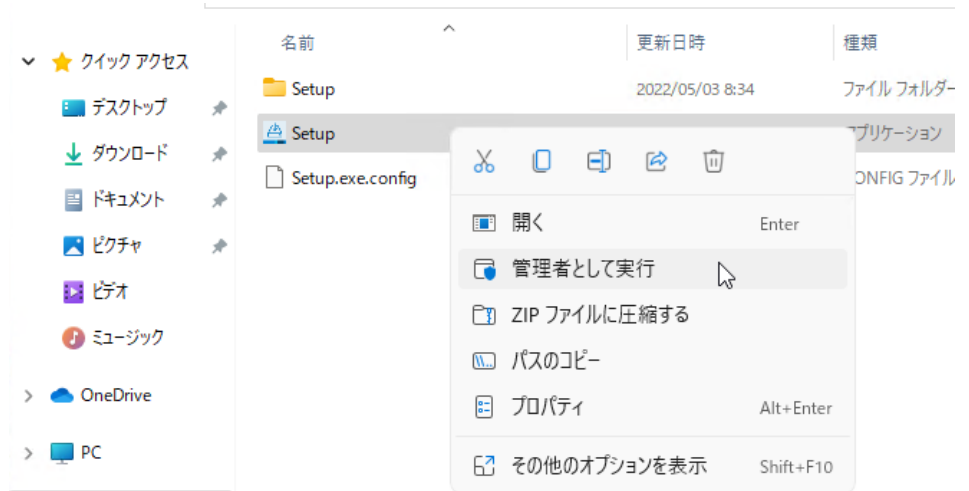 名前 更新日時 種類
クイック アクセス
Setup 2022/05/03 8:34 ファイル フォルダー
デスクトップ
Setup プリケーション
ダウンロード
Setup.exe.config ONFIG ファイル
ドキュメント
ピクチャ
ビデオ
ミュージック
OneDrive
PC
開く Enter
管理者として実行
ZIP ファイルに圧縮する
パスのコピー
プロパティ Alt+Enter
その他のオプションを表示 Shift+F10